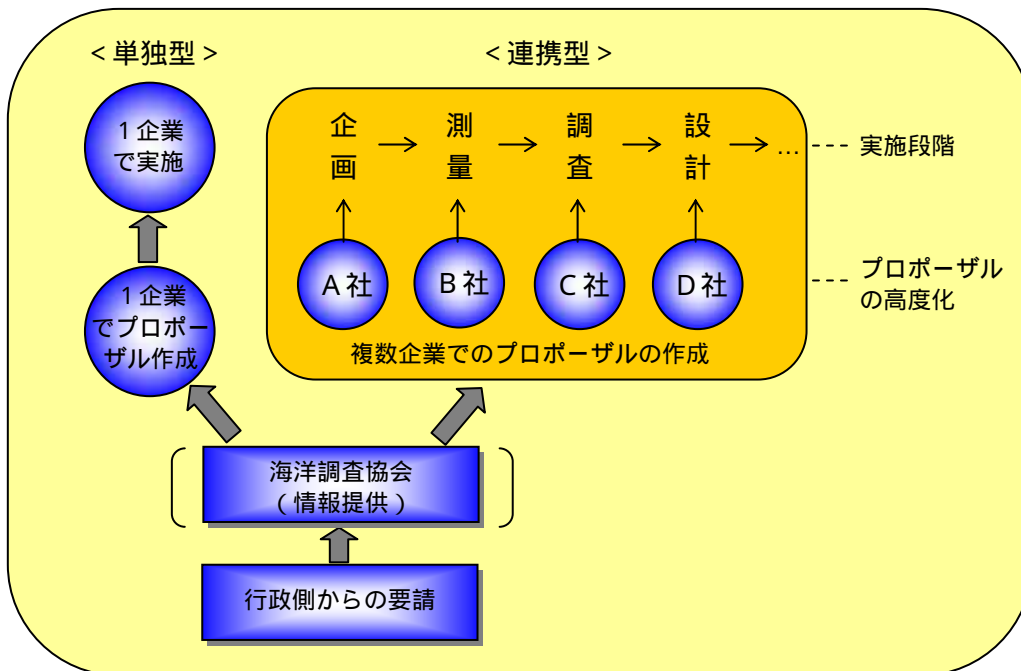 ＜単独型＞
＜連携型＞
１企業
で実施
企画
測量
調査
設計
…
実施段階
A社
B社
C社
D社
プロポーザル
の高度化
１企業
でプロポー
ザル作成
複数企業でのプロポーザルの作成
海洋調査協会
（情報提供）
行政側からの要請